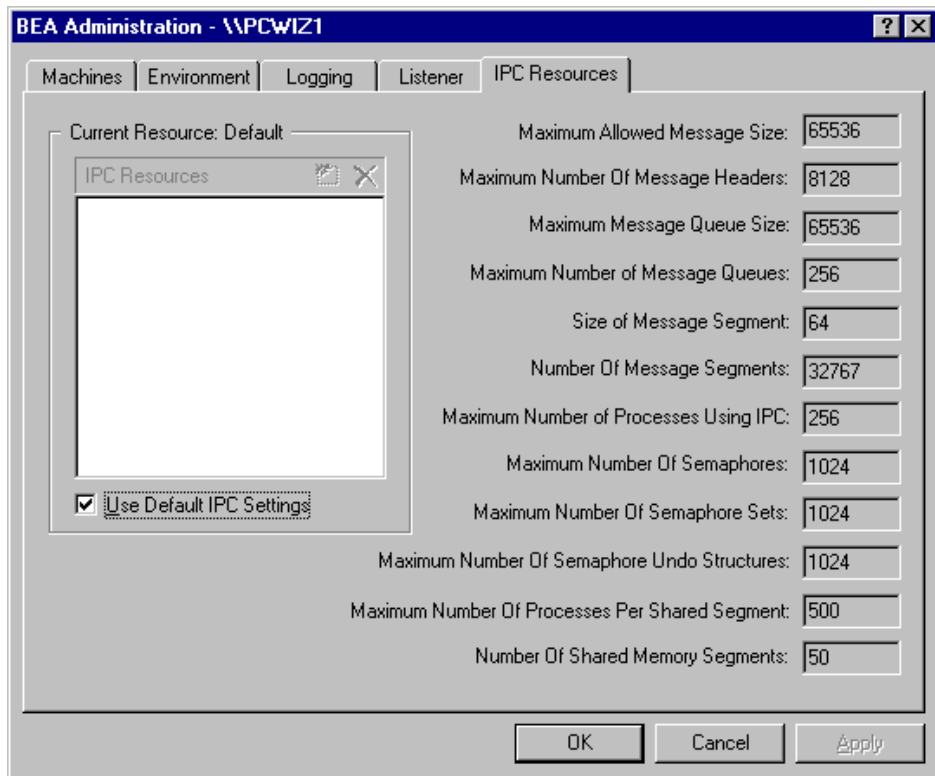 BEA Administration - \\PCWIZ1
Machines Environment Logging Listener IPC Resources
Current Resource: Default
IPC Resources
Use Default IPC Settings
Maximum Allowed Message Size: 65536
Maximum Number Of Message Headers: 8128
Maximum Message Queue Size: 65536
Maximum Number of Message Queues: 256
Size of Message Segment: 64
Number Of Message Segments: 32767
Maximum Number of Processes Using IPC: 256
Maximum Number Of Semaphores: 1024
Maximum Number Of Semaphore Sets: 1024
Maximum Number Of Semaphore Undo Structures: 1024
Maximum Number Of Processes Per Shared Segment: 500
Number Of Shared Memory Segments: 50
OK Cancel Apply